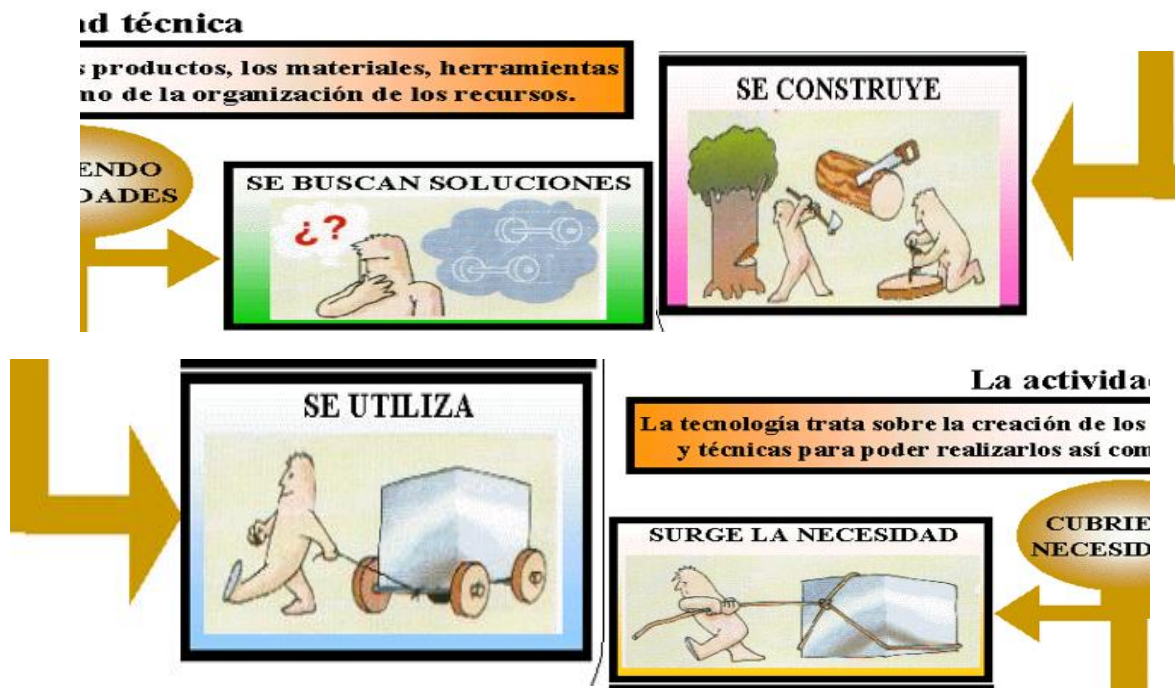 ad técnica
s productos, los materiales, herramientas
mo de la organización de los recursos.
ENDO
DADES
SE BUSCAN SOLUCIONES
¿?
SE CONSTRUYE
SE UTILIZA
La activida
La tecnología trata sobre la creación de los
y técnicas para poder realizarlos así com
SURGE LA NECESIDAD
CUBRIE
NECESID